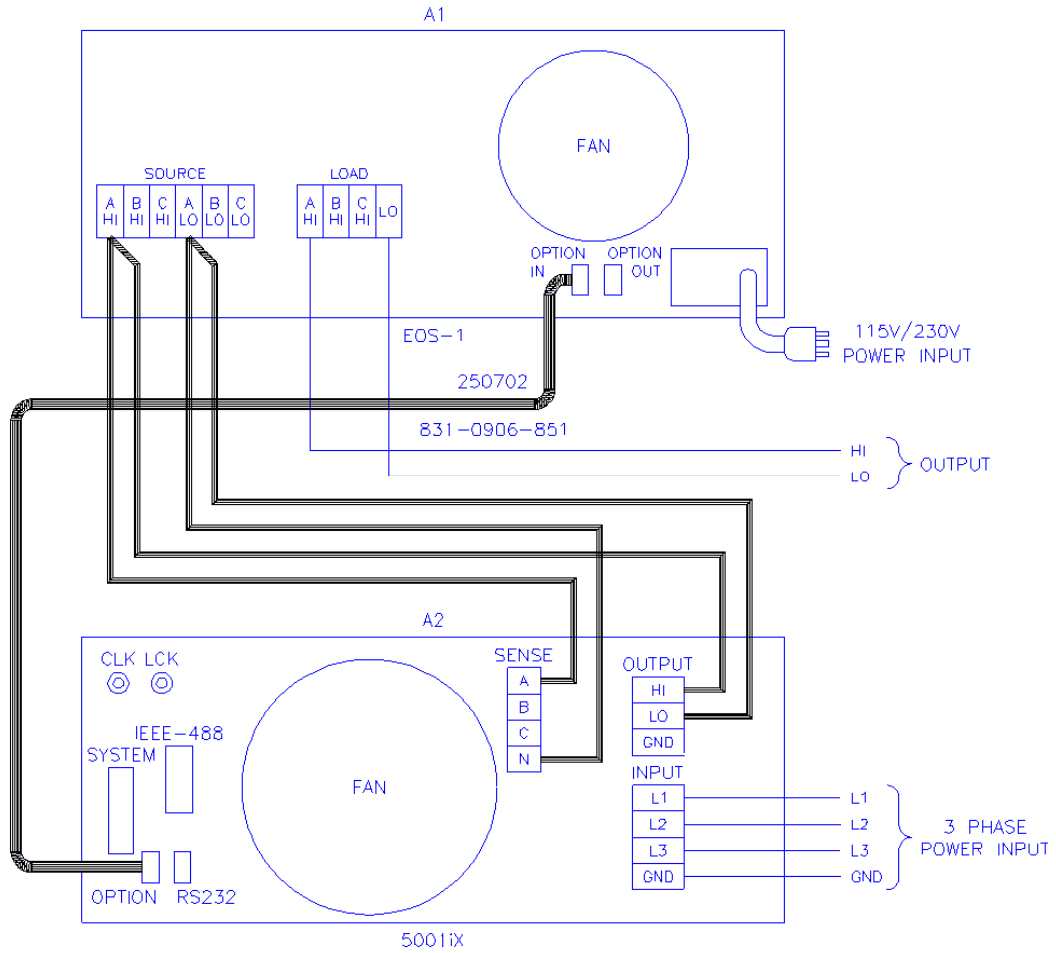 A1
FAN
SOURCE
LOAD
A HI B HI C HI A LO B LO C LO
A HI B HI C HI LO
OPTION IN
OPTION OUT
EOS-1
115V/230V
POWER INPUT
250702
831-0906-851
HI
LO
OUTPUT
A2
CLK LCK
SENSE
A
B
C
N
OUTPUT
HI
LO
GND
IEEE-488
SYSTEM
FAN
INPUT
L1
L2
L3
GND
L1
L2
L3
GND
3 PHASE
POWER INPUT
OPTION
RS232
5001iX